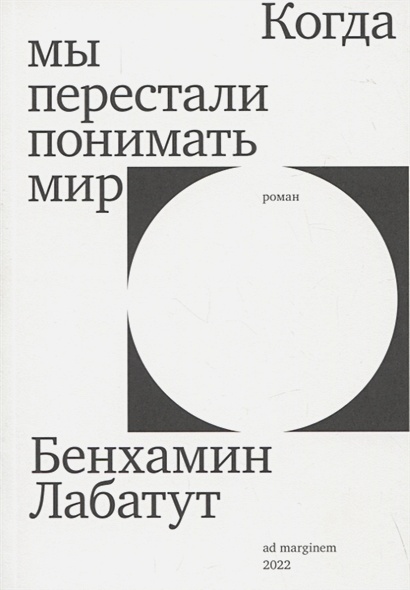 Когда
мы
перестали
понимать
мир
роман
Бенхамин
Лабатут
ad marginem
2022